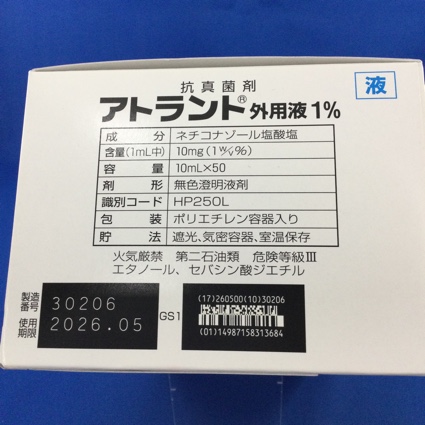 抗真菌剤
液
アトラント®外用液1%
成分 ネチコナゾール塩酸塩
含量(1mL中) 10mg(1W/V%)
容量 10mL×50
剤形 無色澄明液剤
識別コード HP250L
包装 ポリエチレン容器入り
貯法 遮光、気密容器、室温保存
火気厳禁 第二石油類 危険等級Ⅲ
エタノール、セバシン酸ジエチル
製造番号 30206
使用期限 2026.05
GS1
(17)260500(10)30206
(01)14987158313684